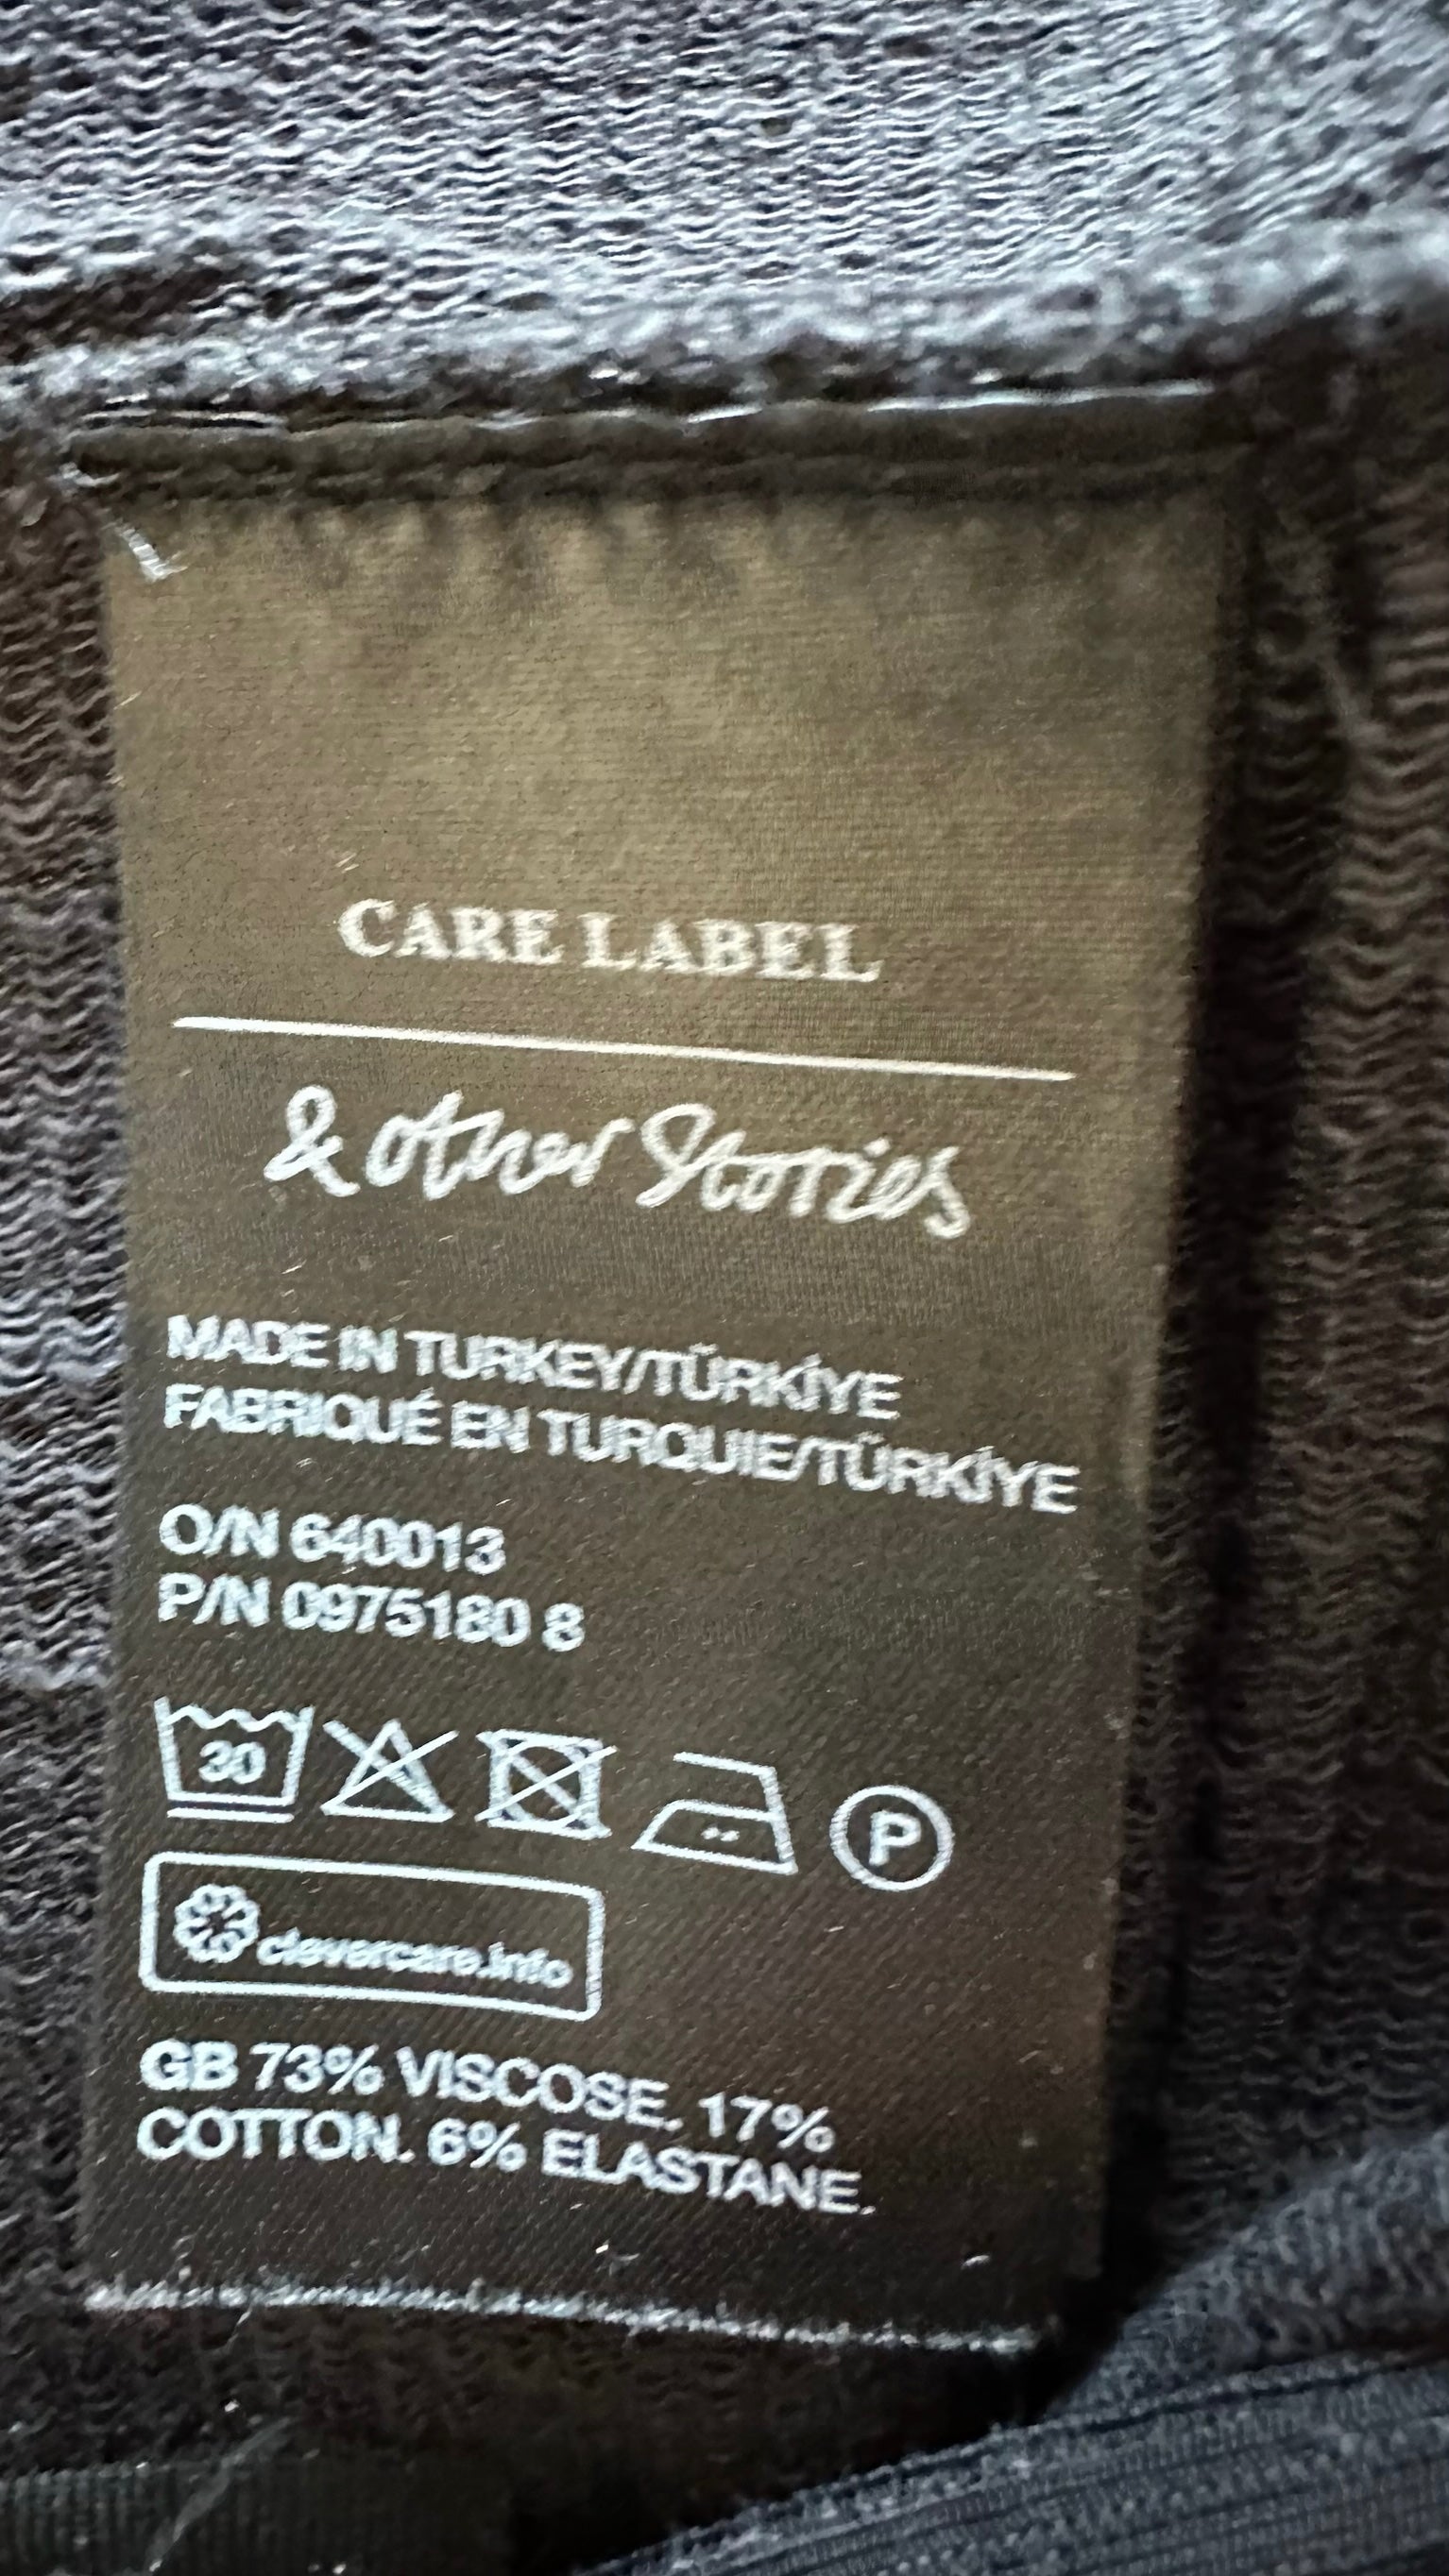 CARE LABEL
& other Stories
MADE IN TURKEY/TÜRKİYE
FABRIQUÉ EN TURQUIE/TÜRKİYE
O/N 640013
P/N 0975180 8
30
P
clevercare.info
GB 73% VISCOSE. 17%
COTTON. 6% ELASTANE.